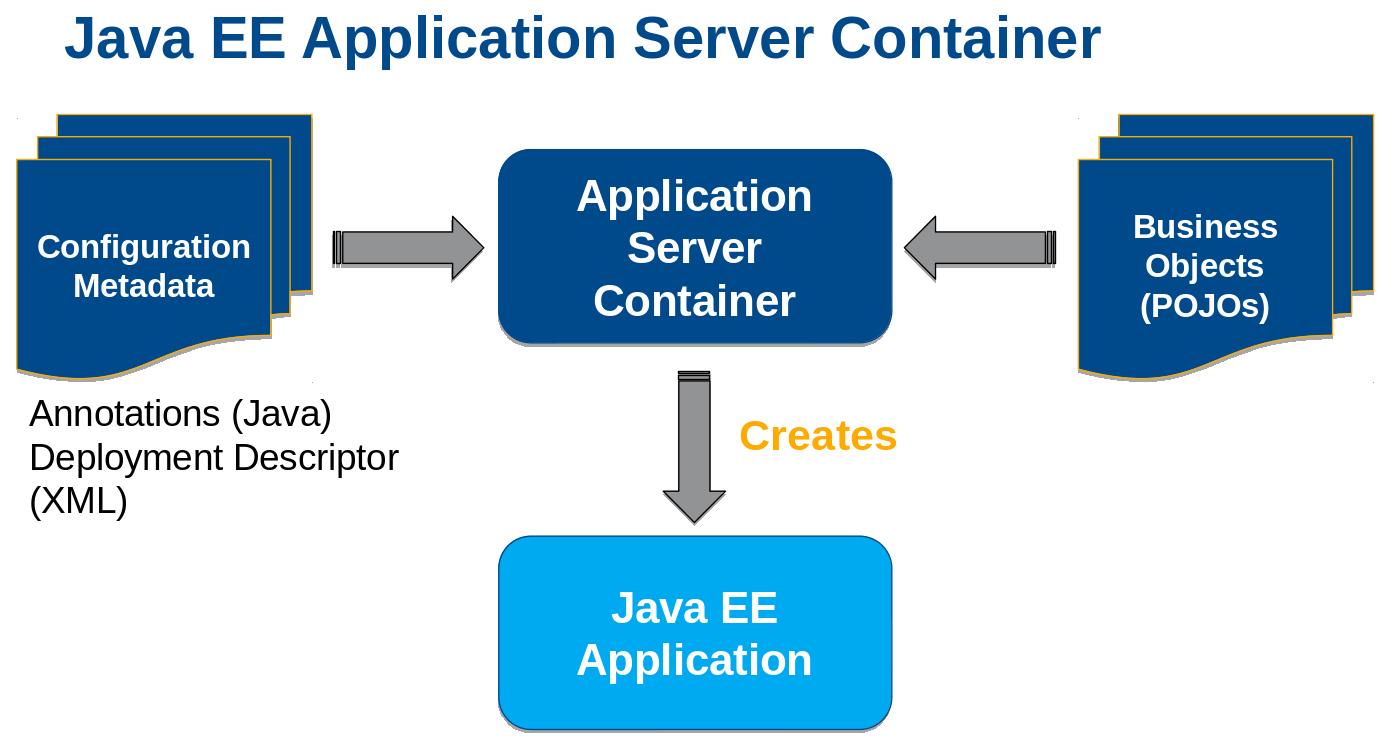 Java EE Application Server Container
Configuration
Metadata
Application
Server
Container
Business
Objects
(POJOs)
Annotations (Java)
Deployment Descriptor
(XML)
Creates
Java EE
Application